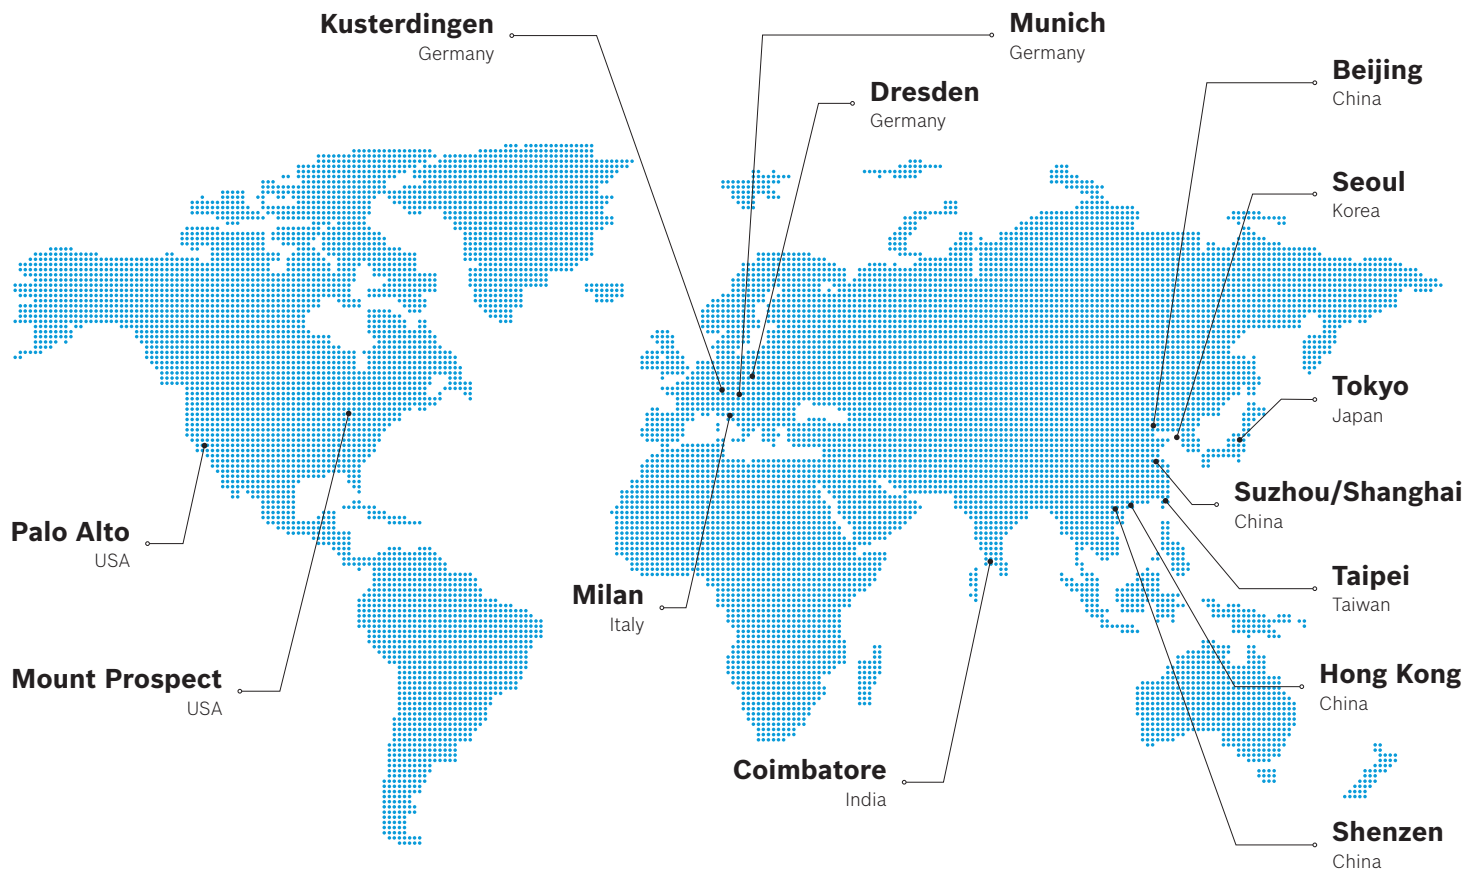 Kusterdingen
Germany
Munich
Germany
Dresden
Germany
Beijing
China
Seoul
Korea
Tokyo
Japan
Suzhou/Shanghai
China
Palo Alto
USA
Milan
Italy
Taipei
Taiwan
Mount Prospect
USA
Hong Kong
China
Coimbatore
India
Shenzen
China